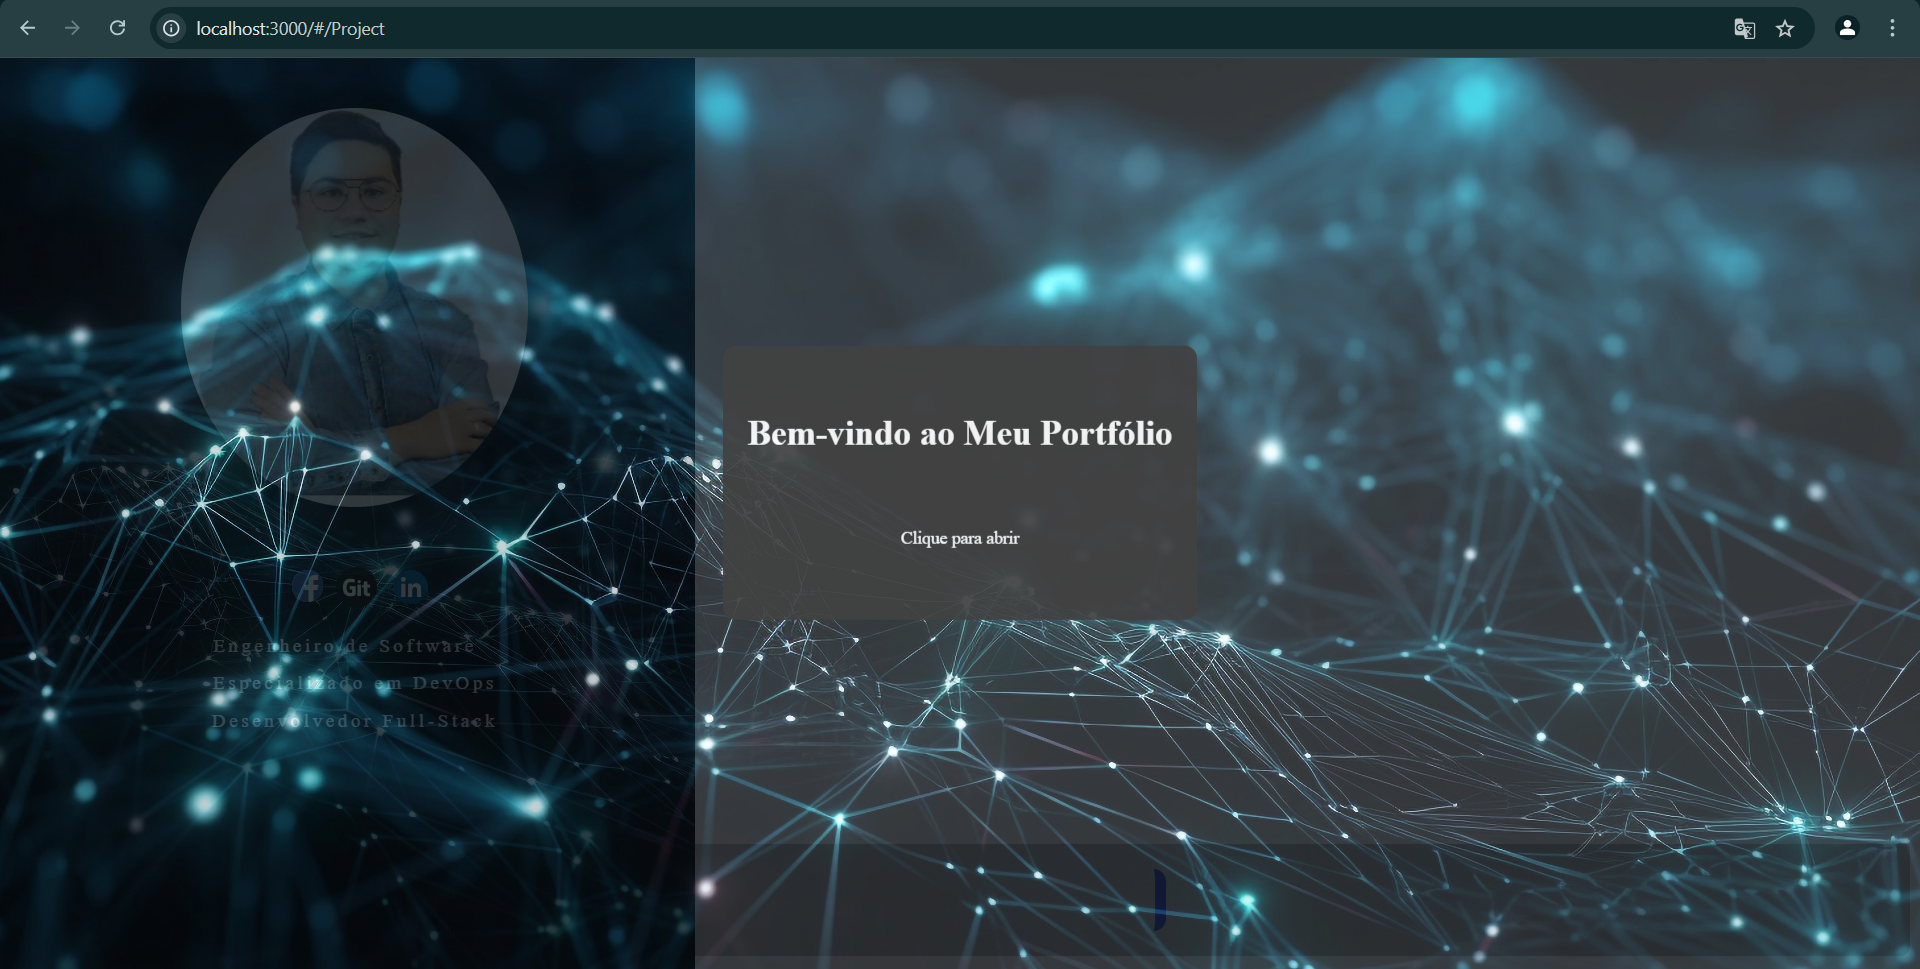 localhost:3000/#/Project
Bem-vindo ao Meu Portfólio
Clique para abrir
f Git in
Engenheiro de Software
Especializado em DevOps
Desenvolvedor Full-Stack